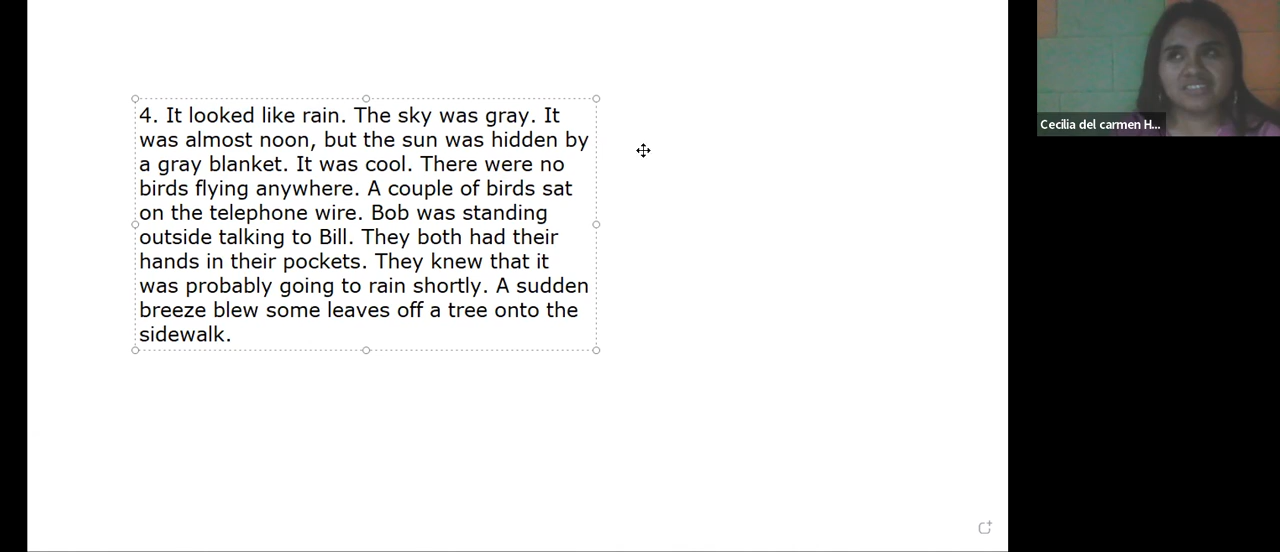 4. It looked like rain. The sky was gray. It
was almost noon, but the sun was hidden by
a gray blanket. It was cool. There were no
birds flying anywhere. A couple of birds sat
on the telephone wire. Bob was standing
outside talking to Bill. They both had their
hands in their pockets. They knew that it
was probably going to rain shortly. A sudden
breeze blew some leaves off a tree onto the
sidewalk.
Cecilia del carmen H...